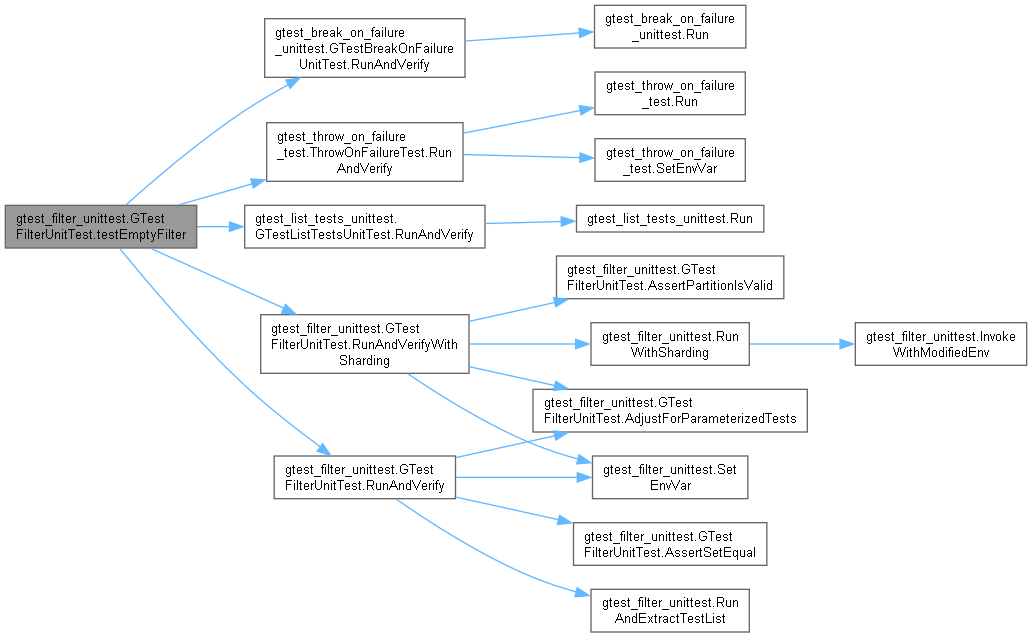 gtest_break_on_failure
_unittest.GTestBreakOnFailure
UnitTest.RunAndVerify
gtest_break_on_failure
_unittest.Run
gtest_throw_on_failure
_test.Run
gtest_throw_on_failure
_test.ThrowOnFailureTest.Run
AndVerify
gtest_throw_on_failure
_test.SetEnvVar
gtest_filter_unittest.GTest
FilterUnitTest.testEmptyFilter
gtest_list_tests_unittest.
GTestListTestsUnitTest.RunAndVerify
gtest_list_tests_unittest.Run
gtest_filter_unittest.GTest
FilterUnitTest.AssertPartitionIsValid
gtest_filter_unittest.GTest
FilterUnitTest.RunAndVerifyWith
Sharding
gtest_filter_unittest.Run
WithSharding
gtest_filter_unittest.Invoke
WithModifiedEnv
gtest_filter_unittest.GTest
FilterUnitTest.AdjustForParameterizedTests
gtest_filter_unittest.GTest
FilterUnitTest.RunAndVerify
gtest_filter_unittest.Set
EnvVar
gtest_filter_unittest.GTest
FilterUnitTest.AssertSetEqual
gtest_filter_unittest.Run
AndExtractTestList